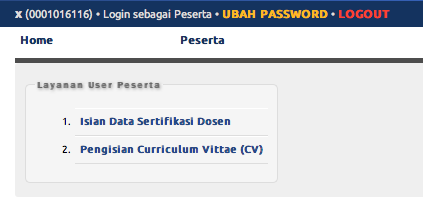 x (0001016116) • Login sebagai Peserta • UBAH PASSWORD • LOGOUT
Home Peserta
Layanan User Peserta
1. Isian Data Sertifikasi Dosen
2. Pengisian Curriculum Vittae (CV)